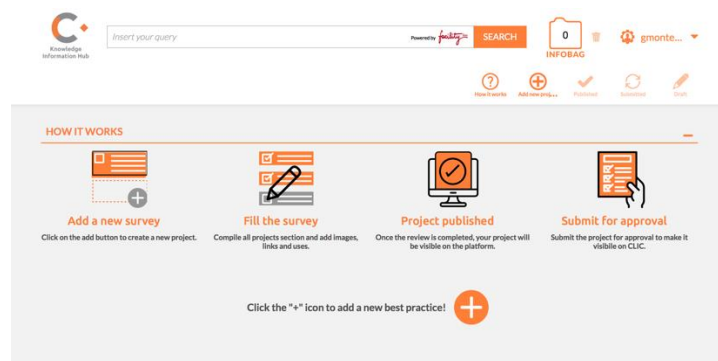 Insert your query
Powered by facility
SEARCH
0
INFOBAG
gmonte...
Knowledge
Information Hub
How it works
Add new proj...
Published
Submitted
Draft
HOW IT WORKS
Add a new survey
Click on the add button to create a new project.
Fill the survey
Compile all projects section and add images,
links and uses.
Project published
Once the review is completed, your project will
be visible on the platform.
Submit for approval
Submit the project for approval to make it
visibile on CLIC.
Click the "+" icon to add a new best practice!